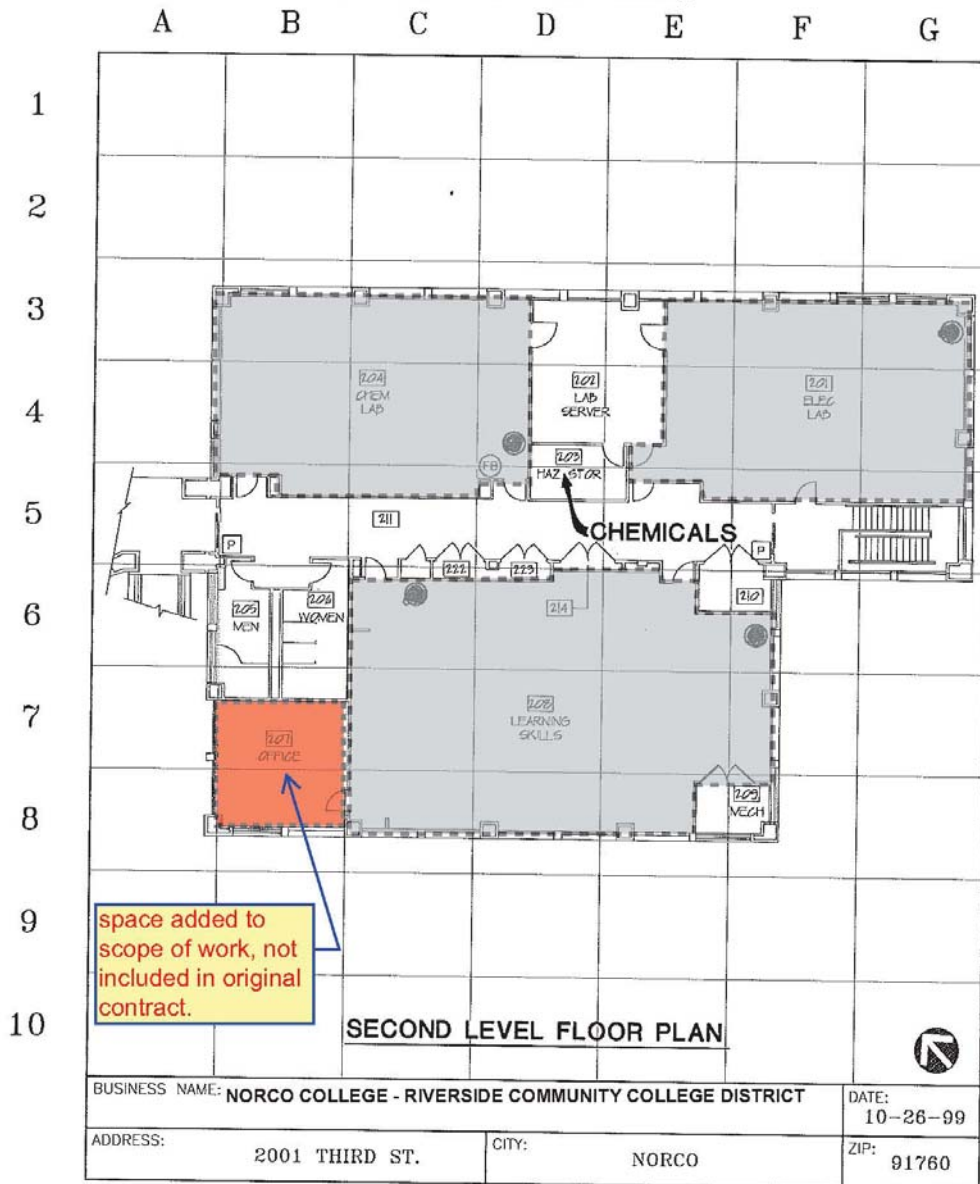 A B C D E F G
1
2
3
4
5
6
7
8
9
10
204
CHEM
LAB
202
LAB
SERVER
201
ELEC
LAB
203
HAZ STOR
FB
CHEMICALS
211
P
P
222
223
214
210
205
MEN
206
WOMEN
208
LEARNING
SKILLS
207
OFFICE
209
MECH
space added to
scope of work, not
included in original
contract.
SECOND LEVEL FLOOR PLAN
BUSINESS NAME: NORCO COLLEGE - RIVERSIDE COMMUNITY COLLEGE DISTRICT
DATE:
10-26-99
ADDRESS: 2001 THIRD ST.
CITY: NORCO
ZIP: 91760